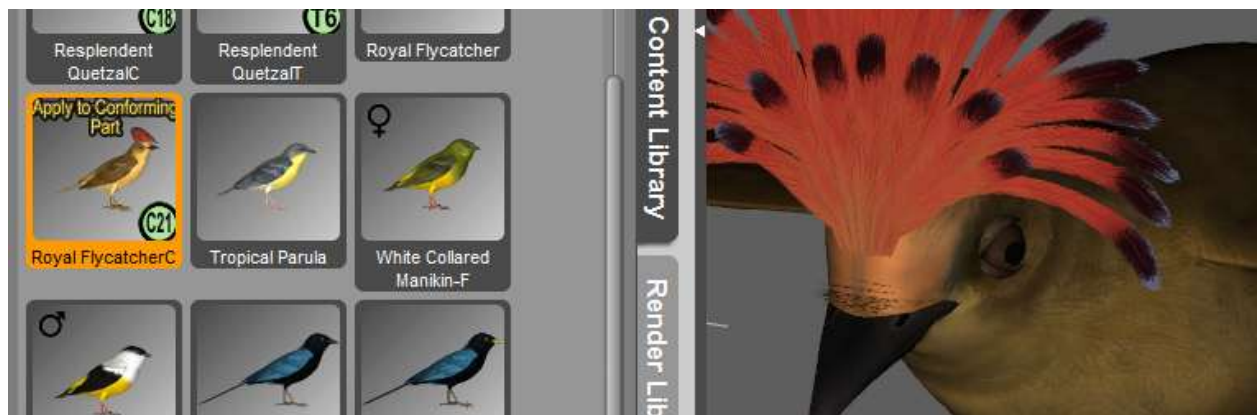 C18
T6
Resplendent
QuetzalC
Resplendent
QuetzalT
Royal Flycatcher
Apply to Conforming
Part
C21
Royal FlycatcherC
Tropical Parula
♀
White Collared
Manikin-F
♂
Content Library
Render Lib